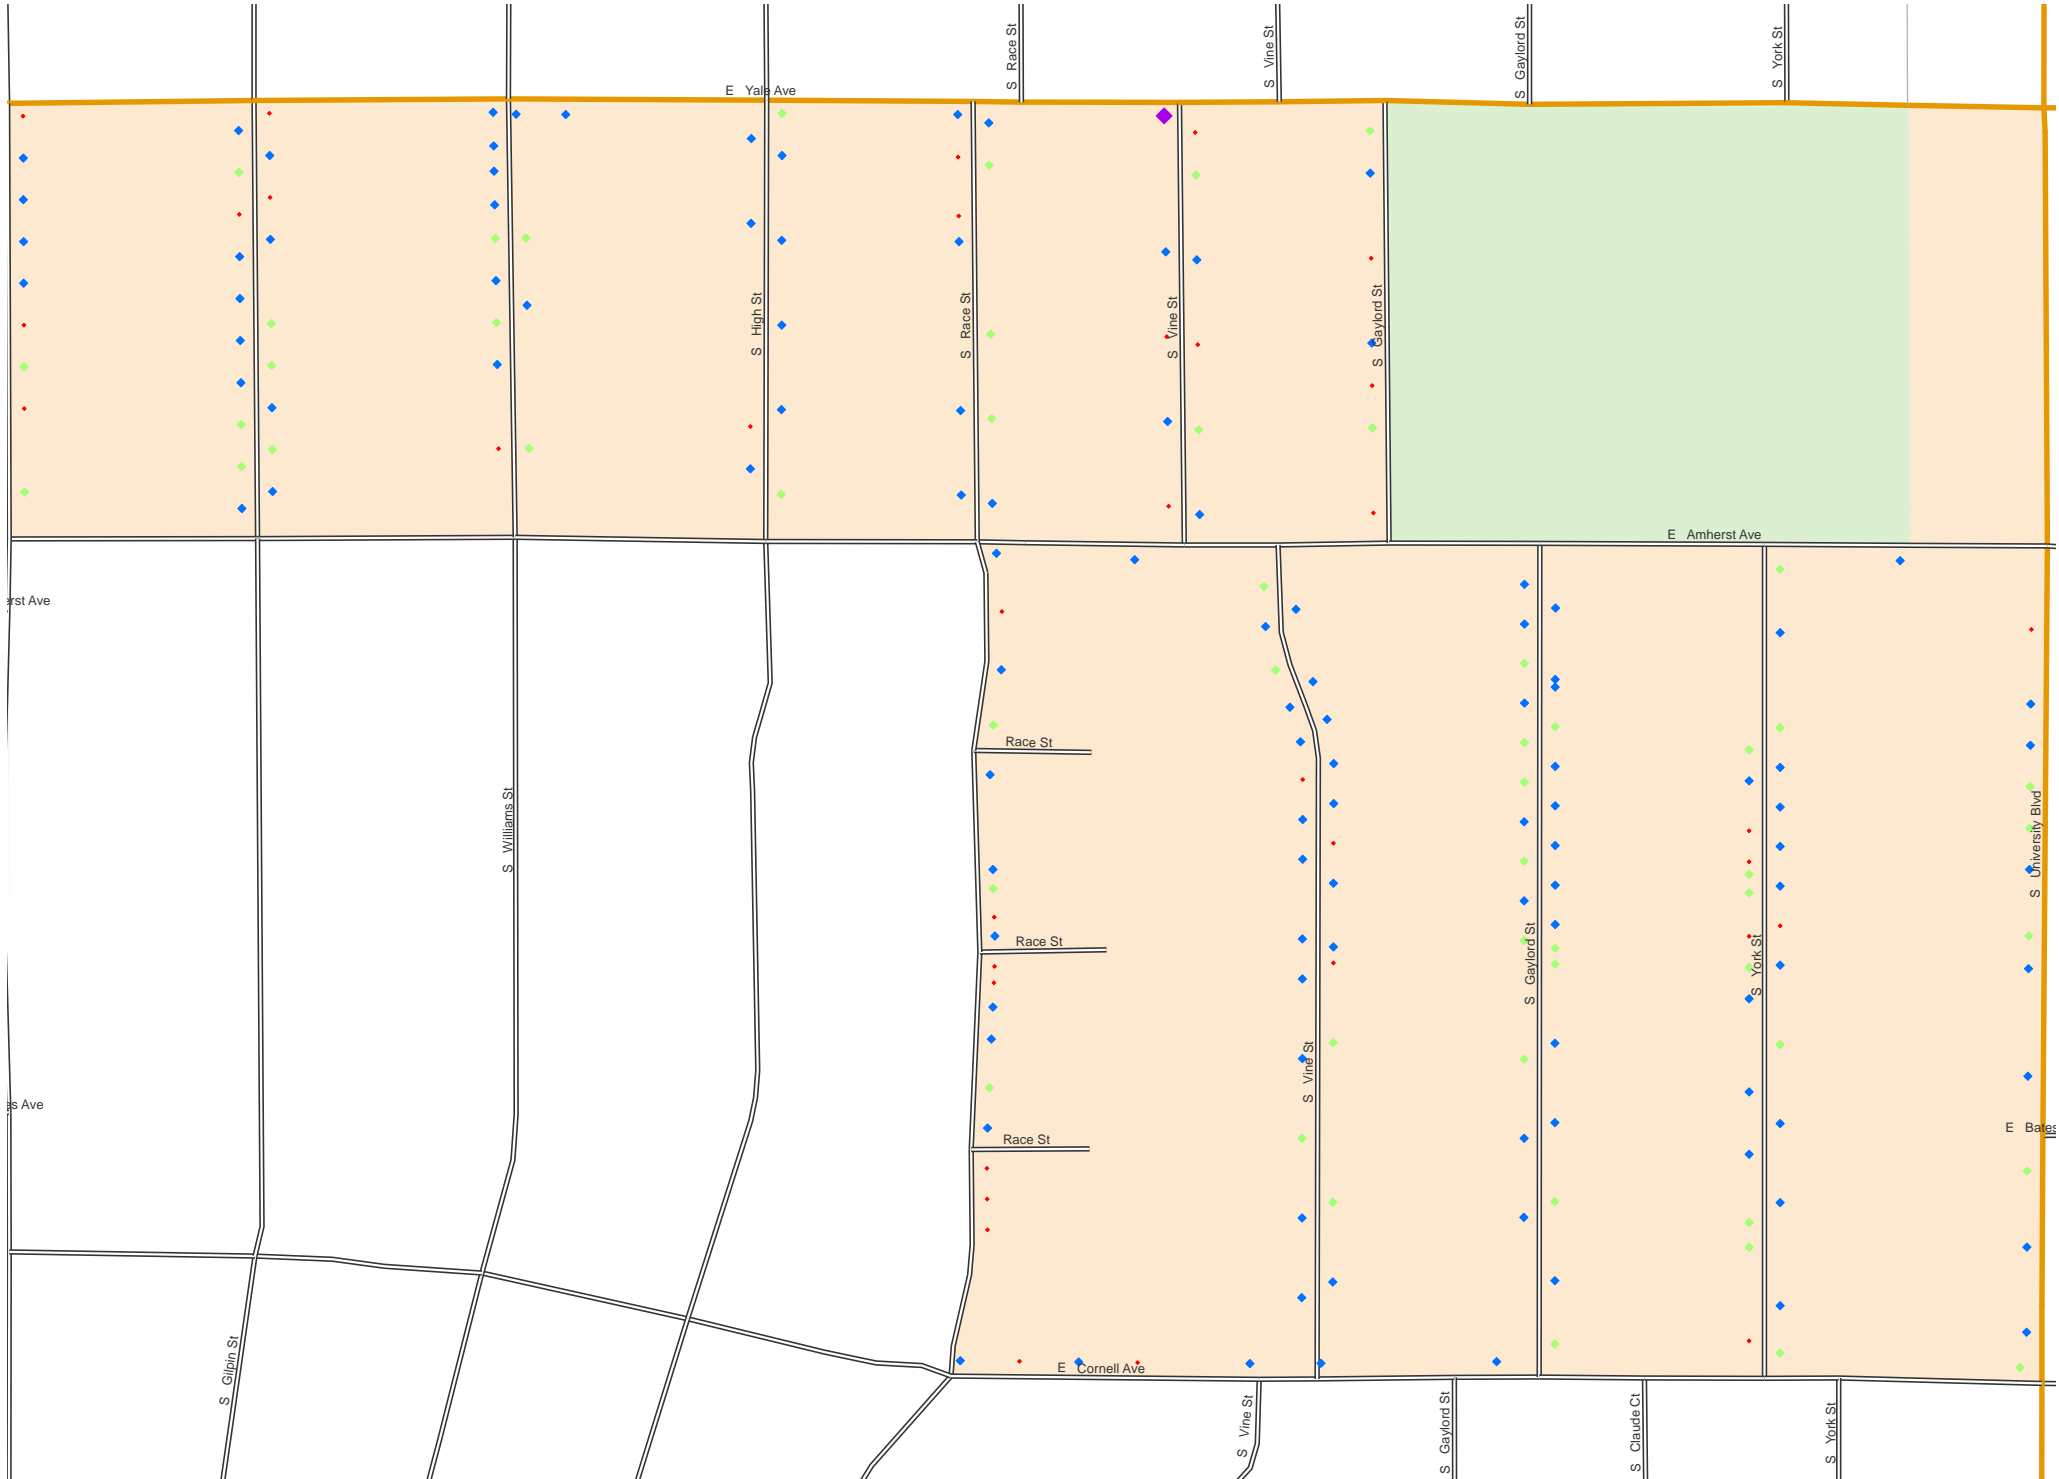 S Race St
S Vine St
S Gaylord St
S York St
E Yale Ave
S High St
S Race St
S Vine St
S Gaylord St
E Amherst Ave
erst Ave
Race St
S Williams St
S University Blvd
Race St
S Gaylord St
S York St
S Vine St
es Ave
E Bates
Race St
S Gilpin St
E Cornell Ave
S Vine St
S Gaylord St
S Claude Ct
S York St